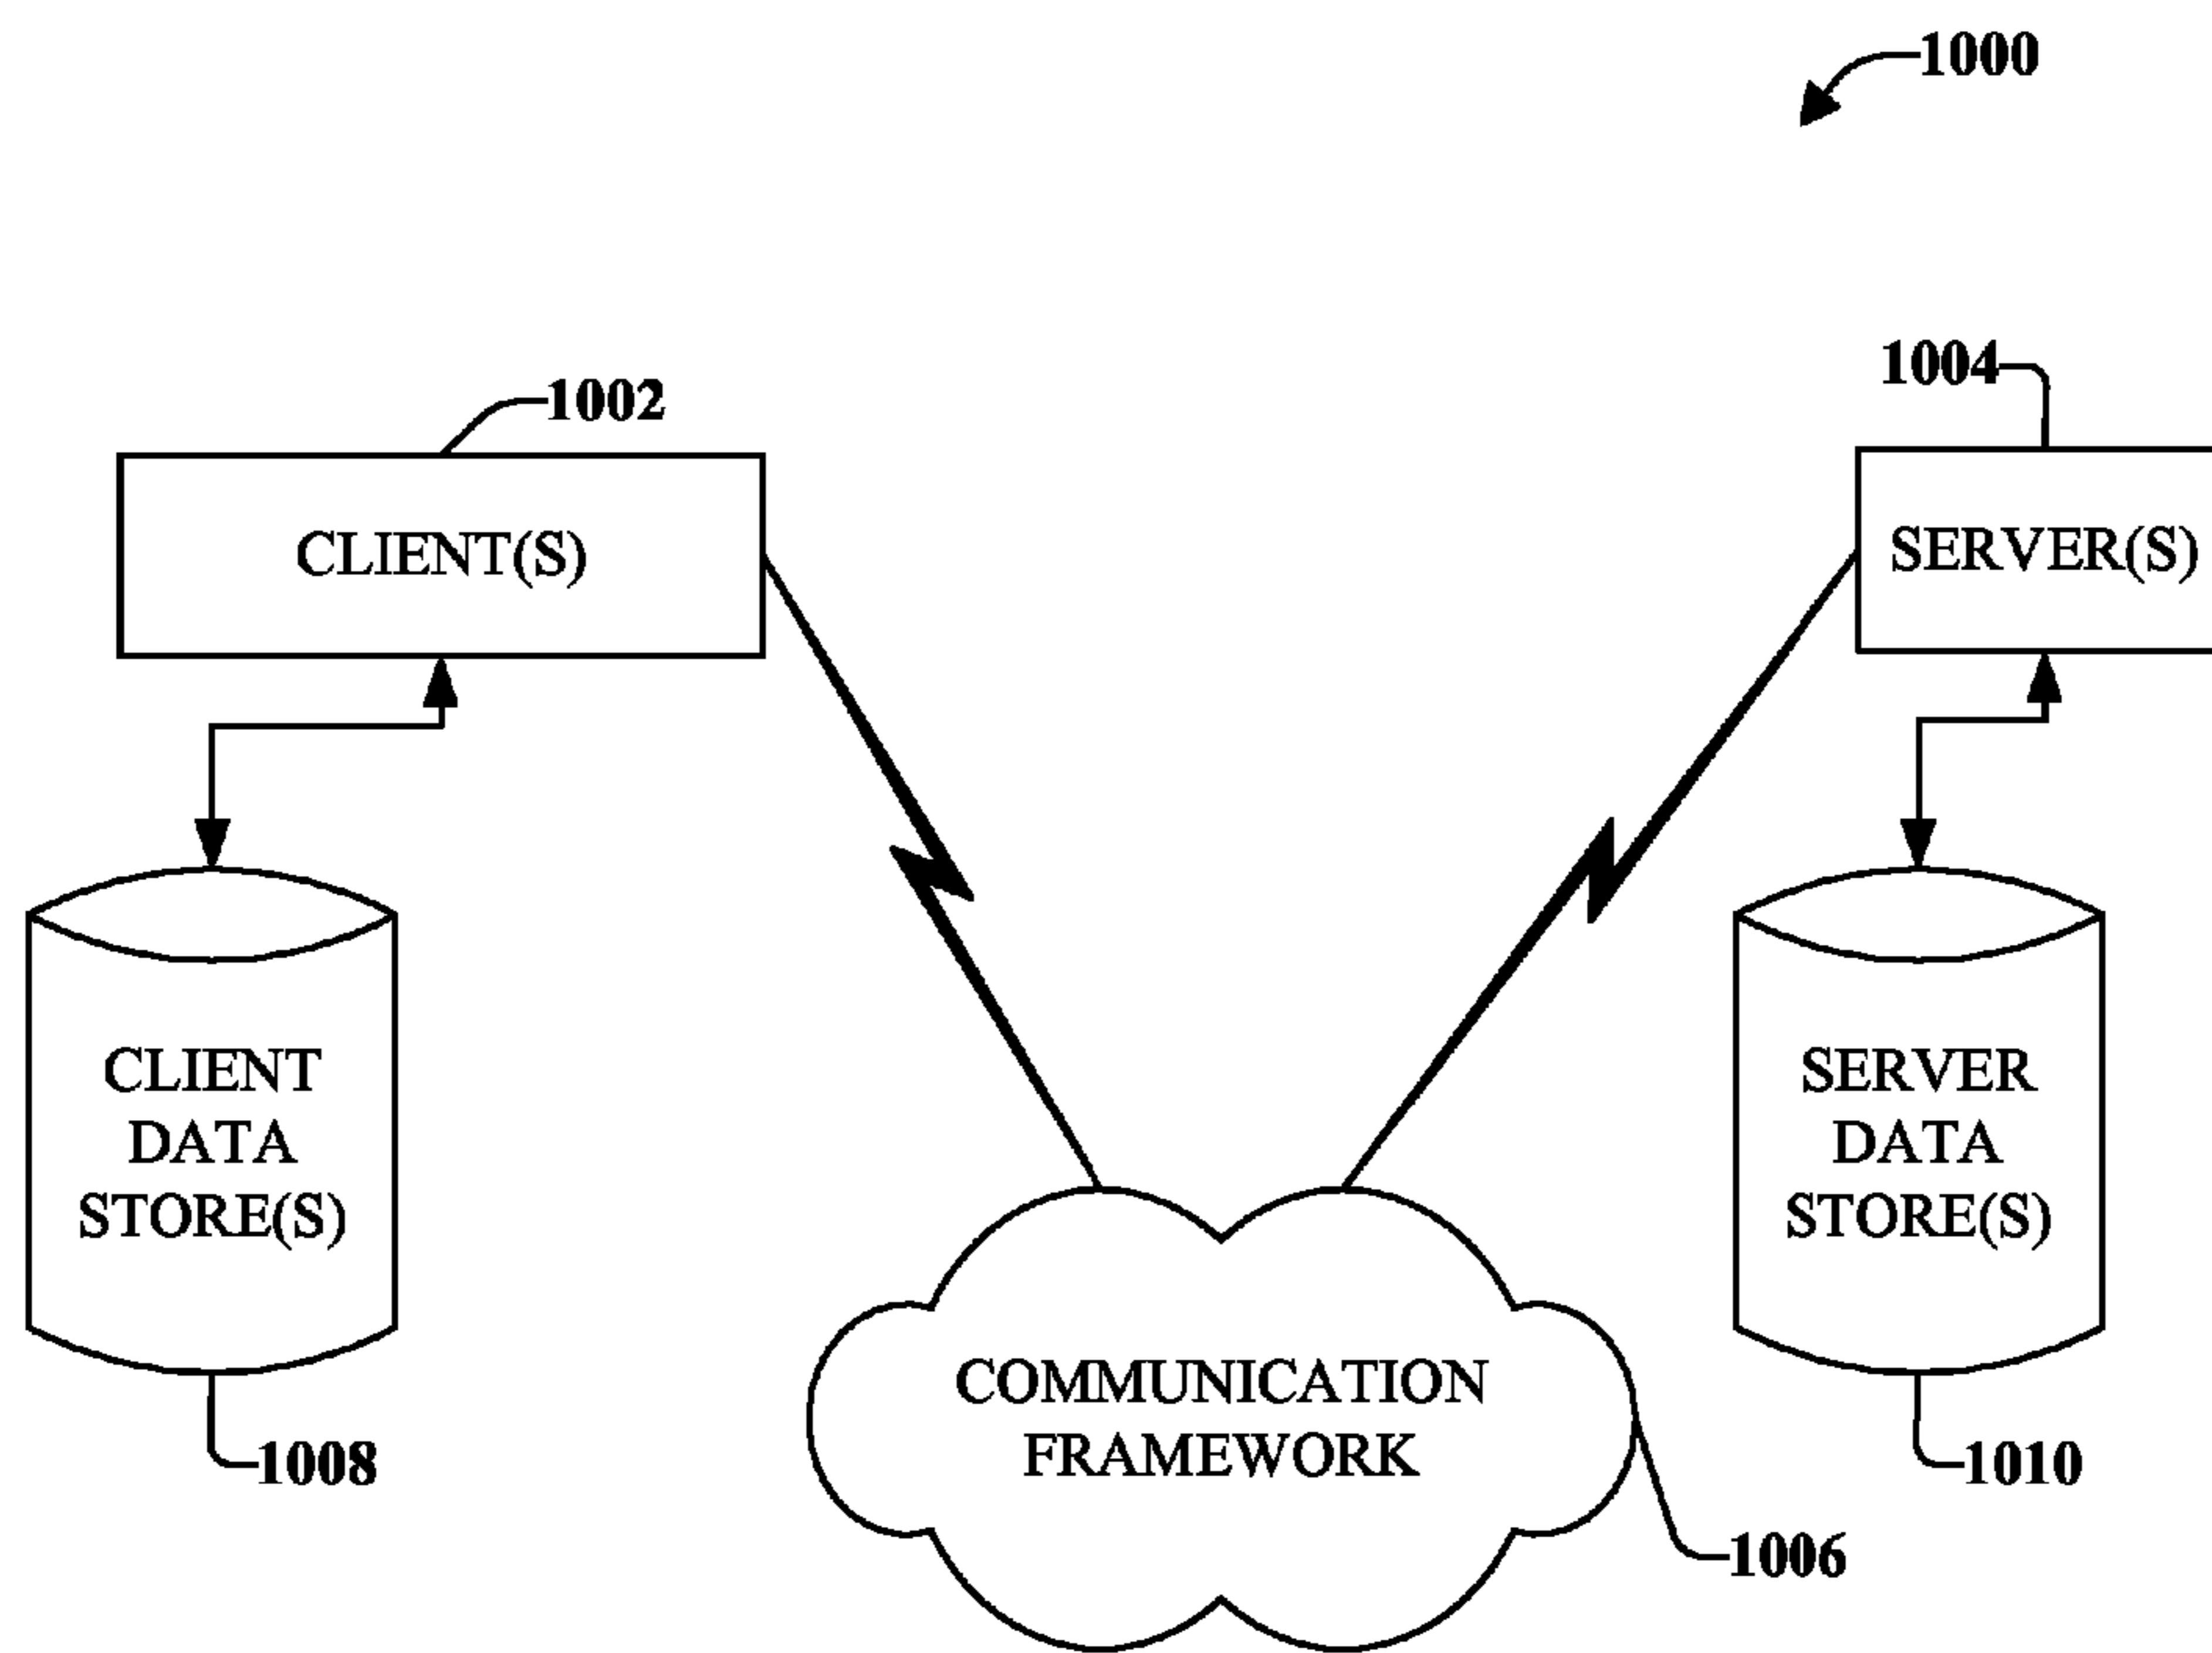 1000
1002
1004
CLIENT(S)
SERVER(S)
CLIENT
DATA
STORE(S)
SERVER
DATA
STORE(S)
COMMUNICATION
FRAMEWORK
1008
1010
1006